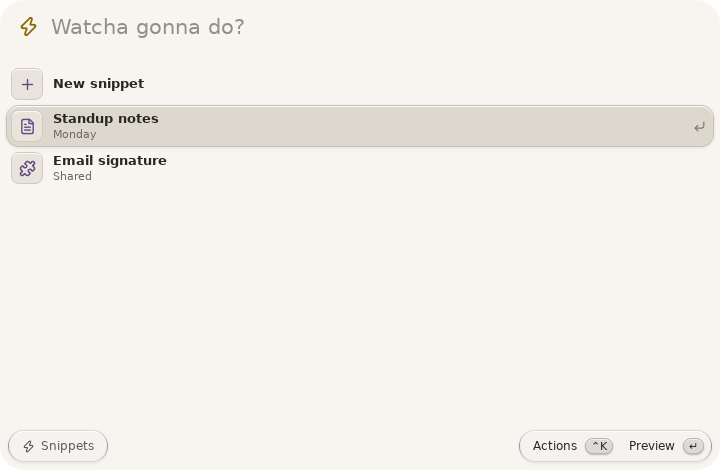 Watcha gonna do?
New snippet
Standup notes
Monday
Email signature
Shared
Snippets
Actions ^K Preview ↵